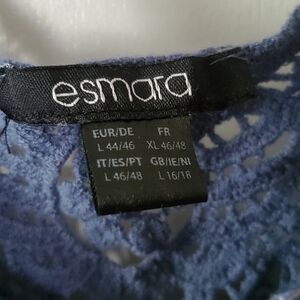 esmara
EUR/DE FR
L 44/46 XL 46/48
IT/ES/PT GB/IE/NI
L 46/48 L 16/18